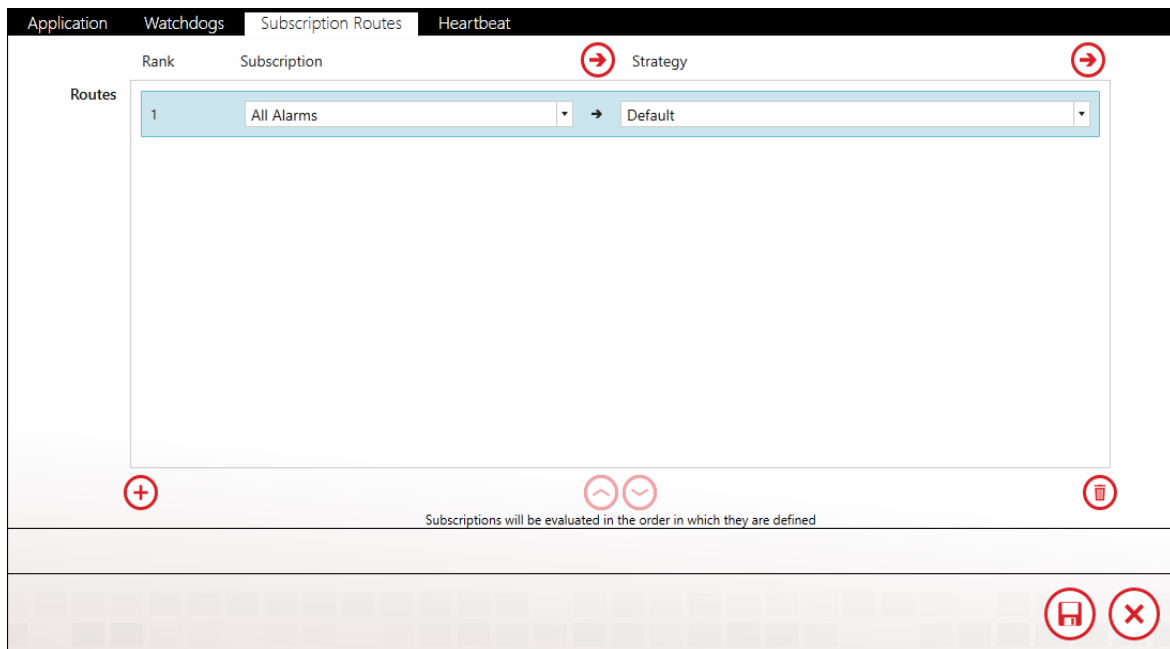 Application Watchdogs Subscription Routes Heartbeat
Rank Subscription Strategy
Routes
1 All Alarms Default
Subscriptions will be evaluated in the order in which they are defined